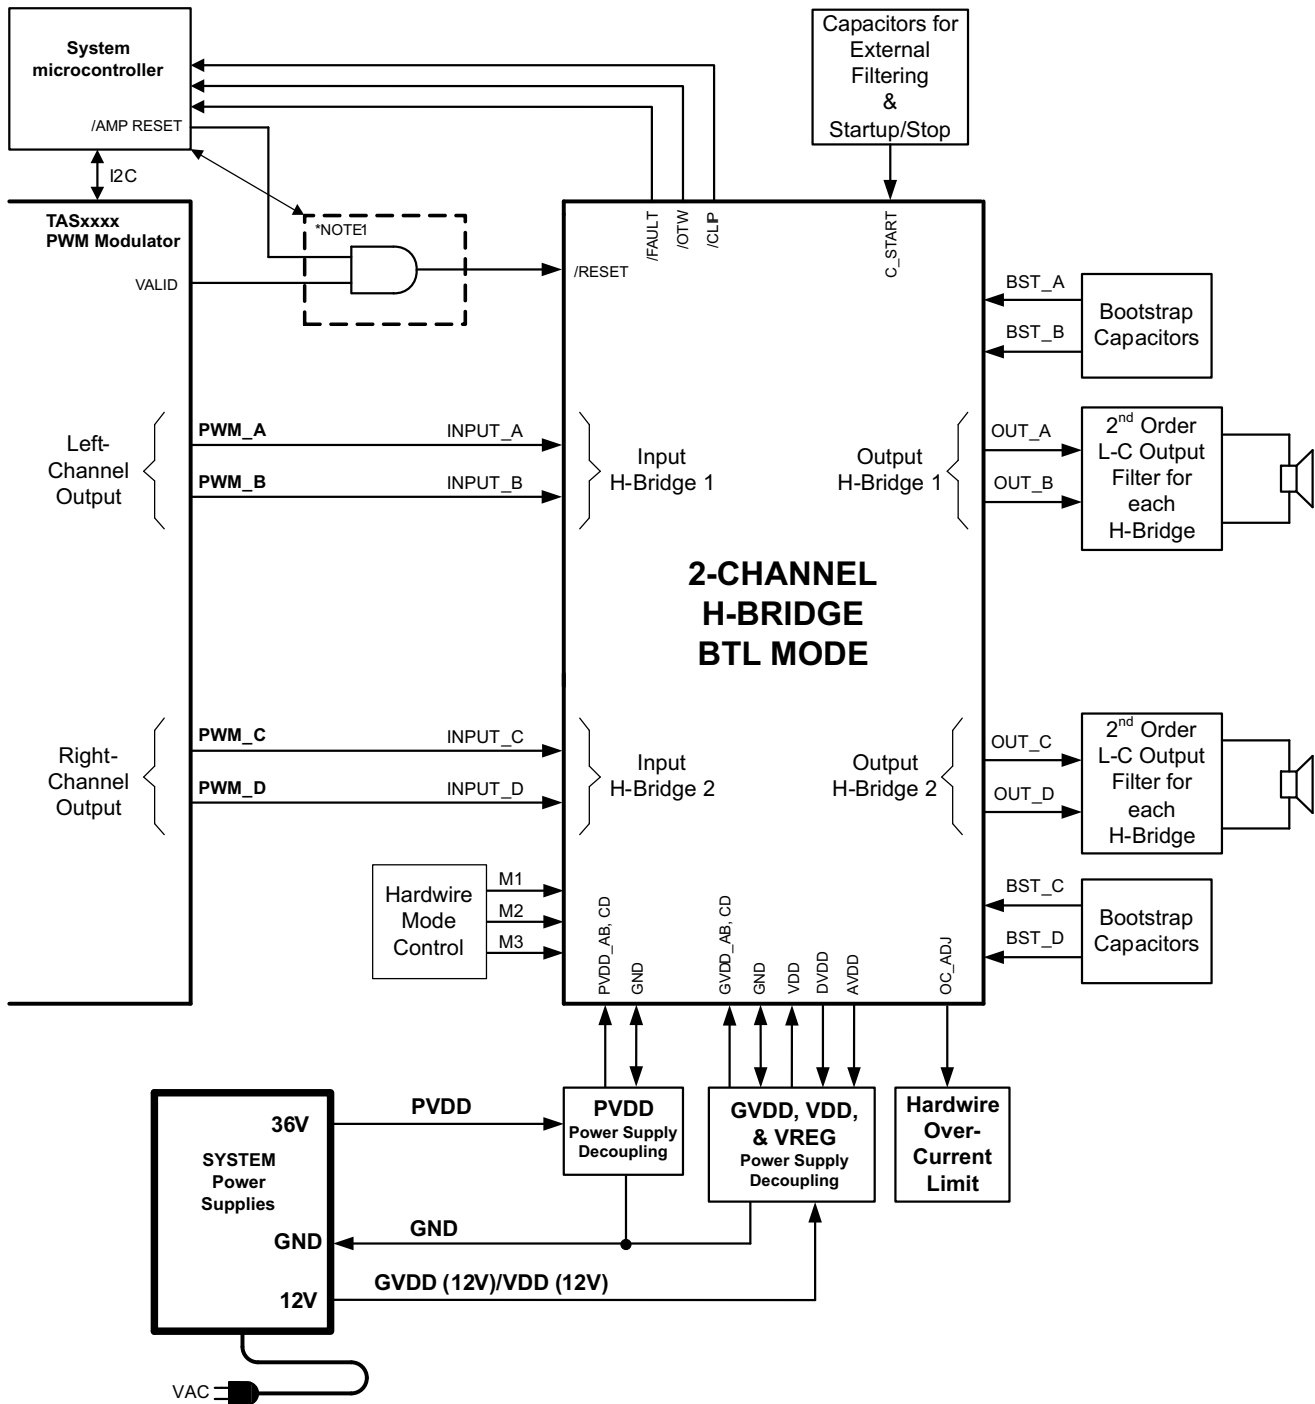 System
microcontroller
/AMP RESET
I2C
TASxxxx
PWM Modulator
VALID
*NOTE1
/RESET
/FAULT
/OTW
/CLIP
Capacitors for
External
Filtering
&
Startup/Stop
C_START
BST_A
BST_B
Bootstrap
Capacitors
Left-
Channel
Output
PWM_A
PWM_B
INPUT_A
INPUT_B
Input
H-Bridge 1
Output
H-Bridge 1
OUT_A
OUT_B
2nd Order
L-C Output
Filter for
each
H-Bridge
2-CHANNEL
H-BRIDGE
BTL MODE
Right-
Channel
Output
PWM_C
PWM_D
INPUT_C
INPUT_D
Input
H-Bridge 2
Output
H-Bridge 2
OUT_C
OUT_D
2nd Order
L-C Output
Filter for
each
H-Bridge
Hardwire
Mode
Control
M1
M2
M3
BST_C
BST_D
Bootstrap
Capacitors
PVDD_AB, CD
GND
GVDD_AB, CD
GND
VDD
DVDD
AVDD
OC_ADJ
36V
SYSTEM
Power
Supplies
GND
12V
PVDD
GND
GVDD (12V)/VDD (12V)
PVDD
Power Supply
Decoupling
GVDD, VDD,
& VREG
Power Supply
Decoupling
Hardwire
Over-
Current
Limit
VAC